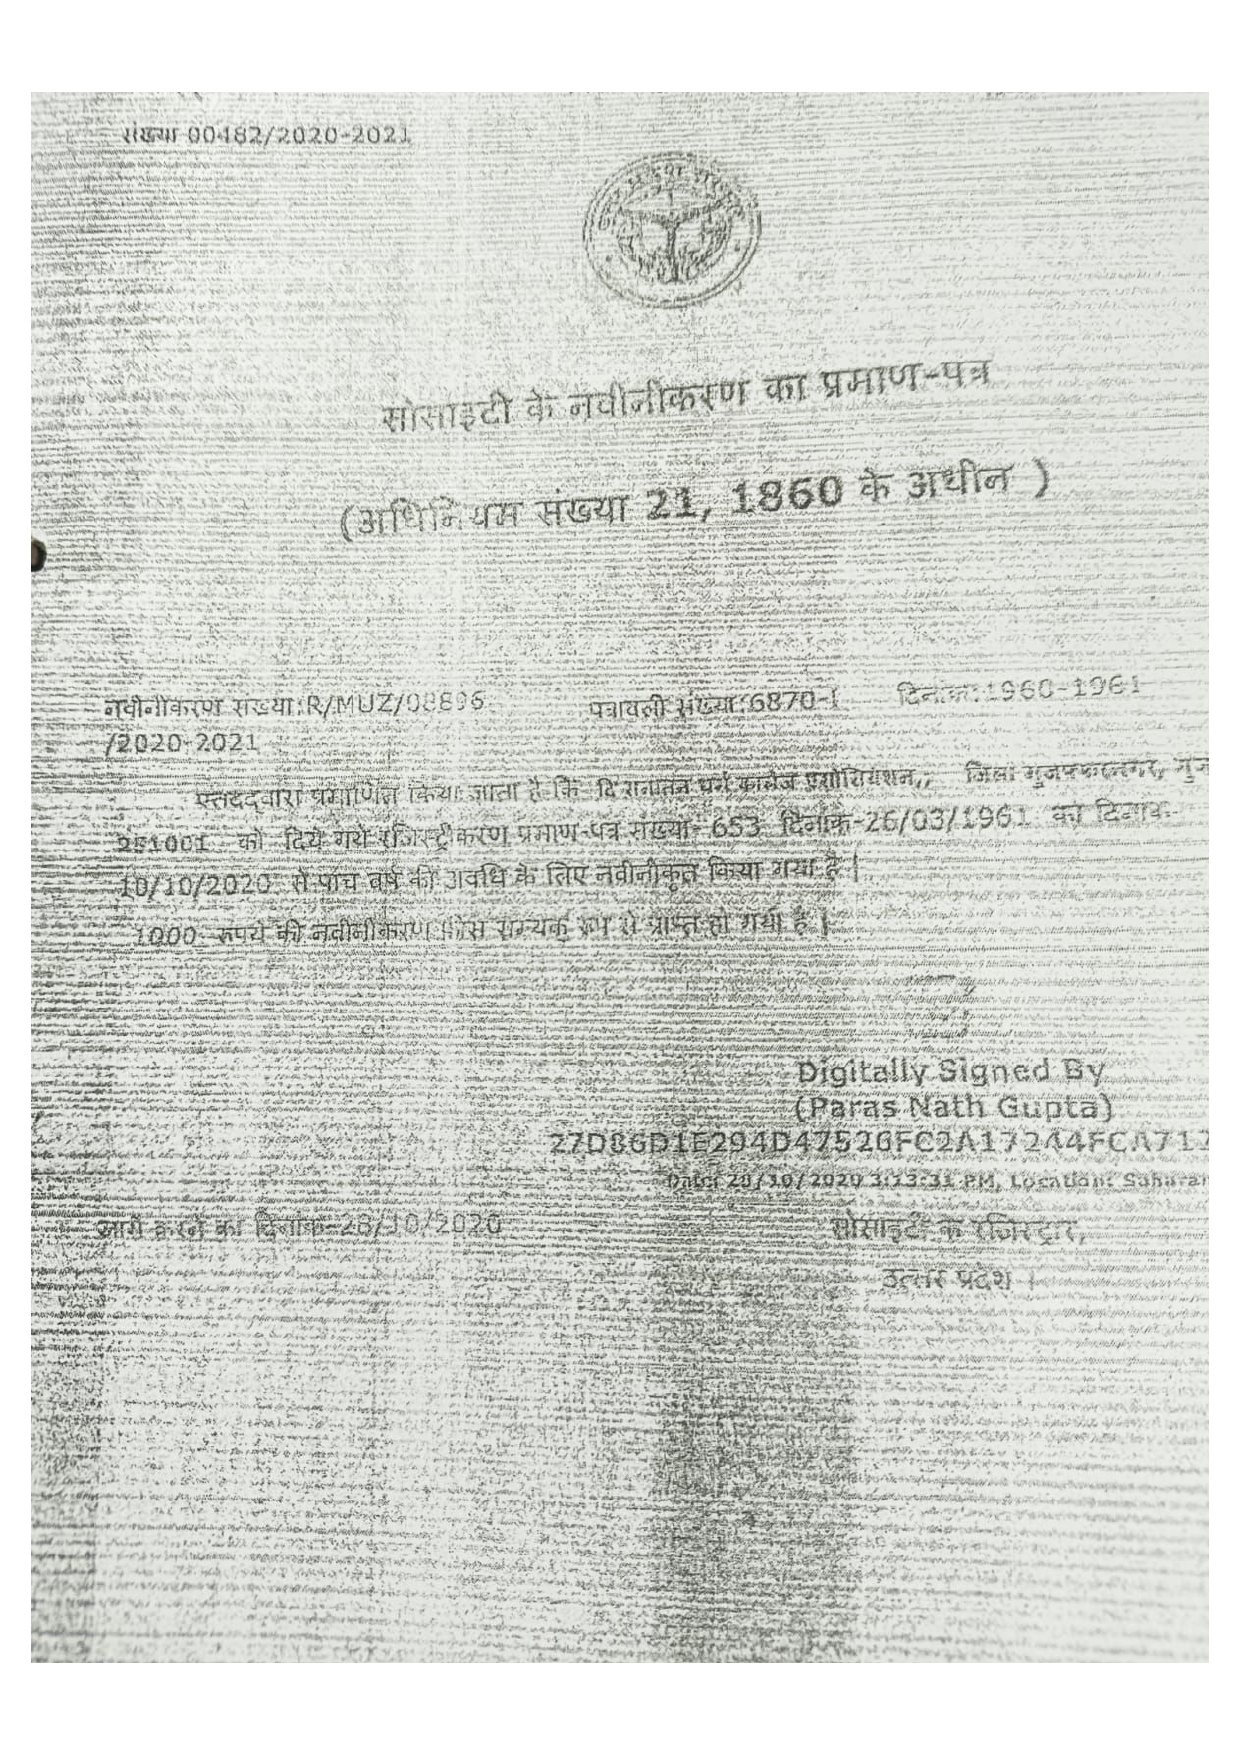 संख्या 00482/2020-2021
सोसाइटी के नवीनीकरण का प्रमाण-पत्र
(अधिनियम संख्या 21, 1860 के अधीन )
नवीनीकरण संख्या:R/MUZ/08896 पत्रावली संख्या:6870-I दिनांक:1960-1961
/2020-2021
एतद्द्वारा प्रमाणित किया जाता है कि दि सनातन धर्म कालेज एसोसियेशन,, जिला मुजफ्फरनगर,
251001 को दिये गये रजिस्ट्रीकरण प्रमाण-पत्र संख्या- 653 दिनांक-26/03/1961 को दिनांक-
10/10/2020 से पांच वर्ष की अवधि के लिए नवीनीकृत किया गया है |
1000 रुपये की नवीनीकरण फीस सम्यक् रूप से प्राप्त हो गयी है |
Digitally Signed By
(Paras Nath Gupta)
27D86D1E294D47526FC2A17244FCA71
Date: 28/10/2020 3:13:31 PM, Location: Saharan
जारी करने का दिनांक-28/10/2020 सोसाइटी के रजिस्ट्रार,
उत्तर प्रदेश |